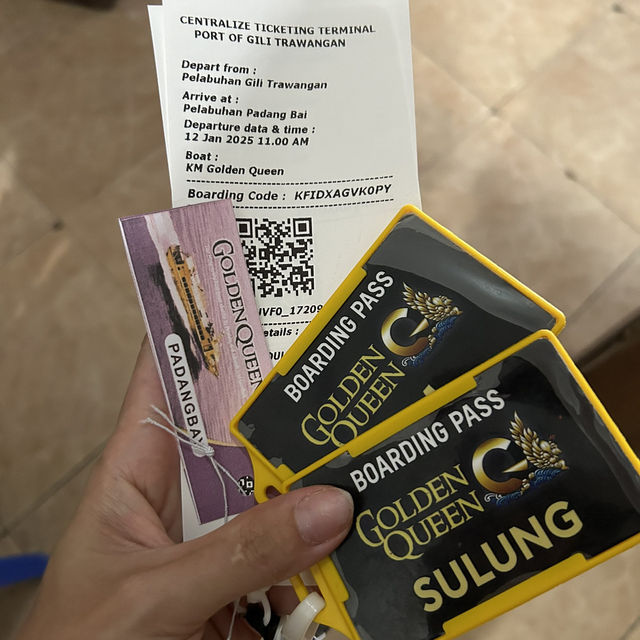 CENTRALIZE TICKETING TERMINAL
PORT OF GILI TRAWANGAN
Depart from :
Pelabuhan Gili Trawangan
Arrive at :
Pelabuhan Padang Bai
Departure data & time :
12 Jan 2025 11.00 AM
Boat :
KM Golden Queen
Boarding Code : KFIDXAGVK0PY
GOLDEN QUEEN
PADANGBAI
BOARDING PASS
GOLDEN
QUEEN
BOARDING PASS
GOLDEN
QUEEN
SULUNG